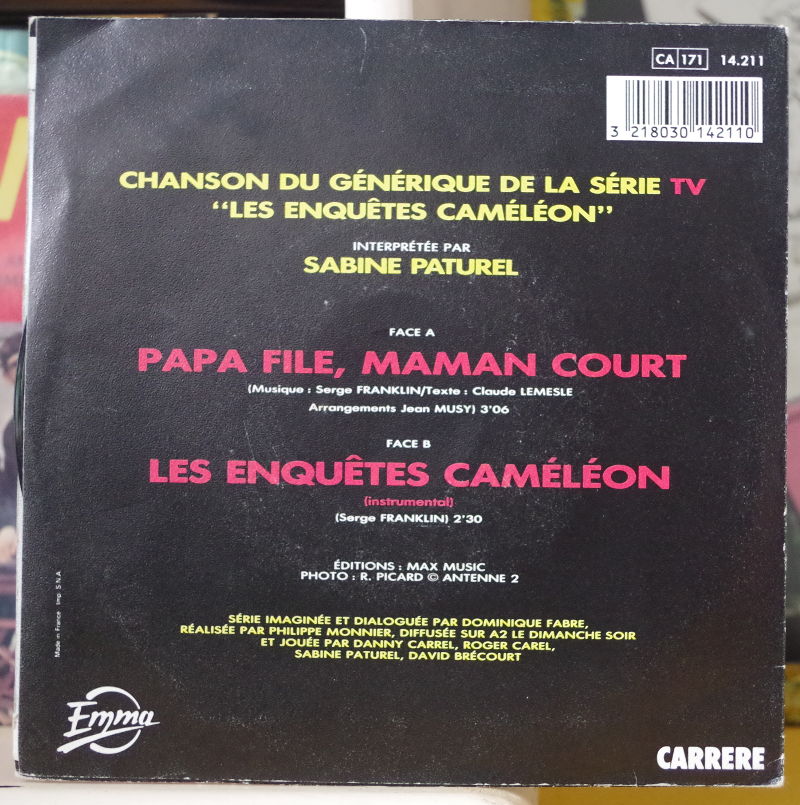 CA 171 14.211
3 218030 142110
CHANSON DU GÉNÉRIQUE DE LA SÉRIE TV
“LES ENQUÊTES CAMÉLÉON”
INTERPRÉTÉE PAR
SABINE PATUREL
FACE A
PAPA FILE, MAMAN COURT
(Musique : Serge FRANKLIN/Texte : Claude LEMESLE
Arrangements Jean MUSY) 3'06
FACE B
LES ENQUÊTES CAMÉLÉON
(instrumental)
(Serge FRANKLIN) 2'30
ÉDITIONS : MAX MUSIC
PHOTO : R. PICARD © ANTENNE 2
Made in France Imp. S.N.A
SÉRIE IMAGINÉE ET DIALOGUÉE PAR DOMINIQUE FABRE,
RÉALISÉE PAR PHILIPPE MONNIER, DIFFUSÉE SUR A2 LE DIMANCHE SOIR
ET JOUÉE PAR DANNY CARREL, ROGER CAREL,
SABINE PATUREL, DAVID BRÉCOURT
Emma
CARRERE